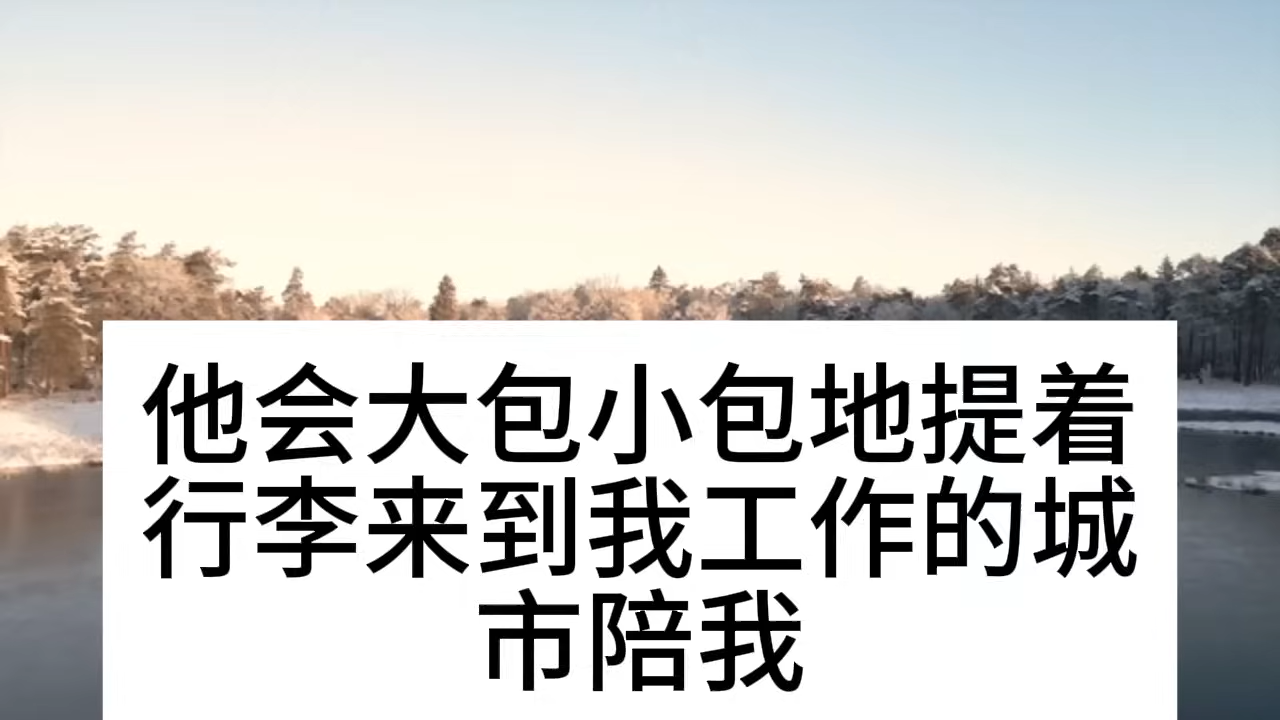 他会大包小包地提着
行李来到我工作的城
市陪我